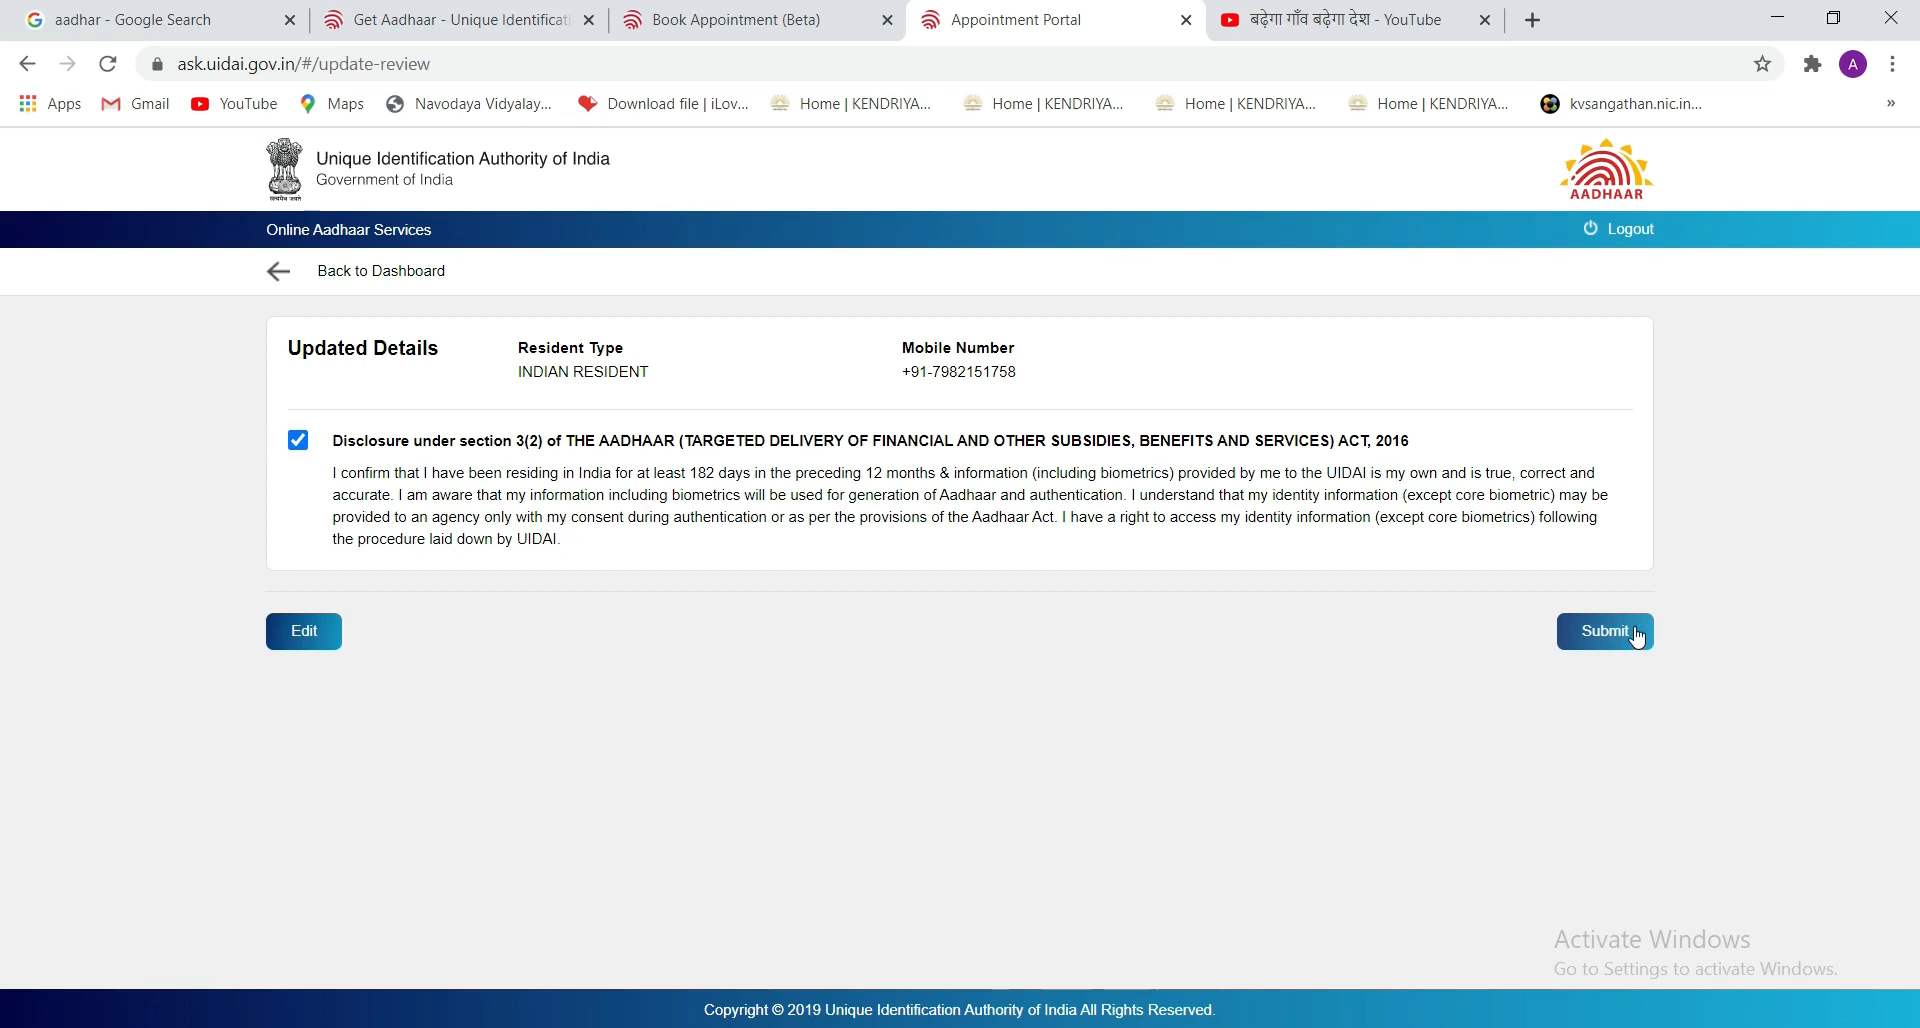 aadhar - Google Search
Get Aadhaar - Unique Identificati
Book Appointment (Beta)
Appointment Portal
बढ़ेगा गाँव बढ़ेगा देश - YouTube
ask.uidai.gov.in/#/update-review
A
Apps
Gmail
YouTube
Maps
Navodaya Vidyalay...
Download file | iLov...
Home | KENDRIYA...
Home | KENDRIYA...
Home | KENDRIYA...
Home | KENDRIYA...
kvsangathan.nic.in...
»
Unique Identification Authority of India
Government of India
सत्यमेव जयते
AADHAAR
Online Aadhaar Services
Logout
Back to Dashboard
Updated Details
Resident Type
Mobile Number
INDIAN RESIDENT
+91-7982151758
Disclosure under section 3(2) of THE AADHAAR (TARGETED DELIVERY OF FINANCIAL AND OTHER SUBSIDIES, BENEFITS AND SERVICES) ACT, 2016
I confirm that I have been residing in India for at least 182 days in the preceding 12 months & information (including biometrics) provided by me to the UIDAI is my own and is true, correct and
accurate. I am aware that my information including biometrics will be used for generation of Aadhaar and authentication. I understand that my identity information (except core biometric) may be
provided to an agency only with my consent during authentication or as per the provisions of the Aadhaar Act. I have a right to access my identity information (except core biometrics) following
the procedure laid down by UIDAI.
Edit
Submit
Activate Windows
Go to Settings to activate Windows.
Copyright © 2019 Unique Identification Authority of India All Rights Reserved.